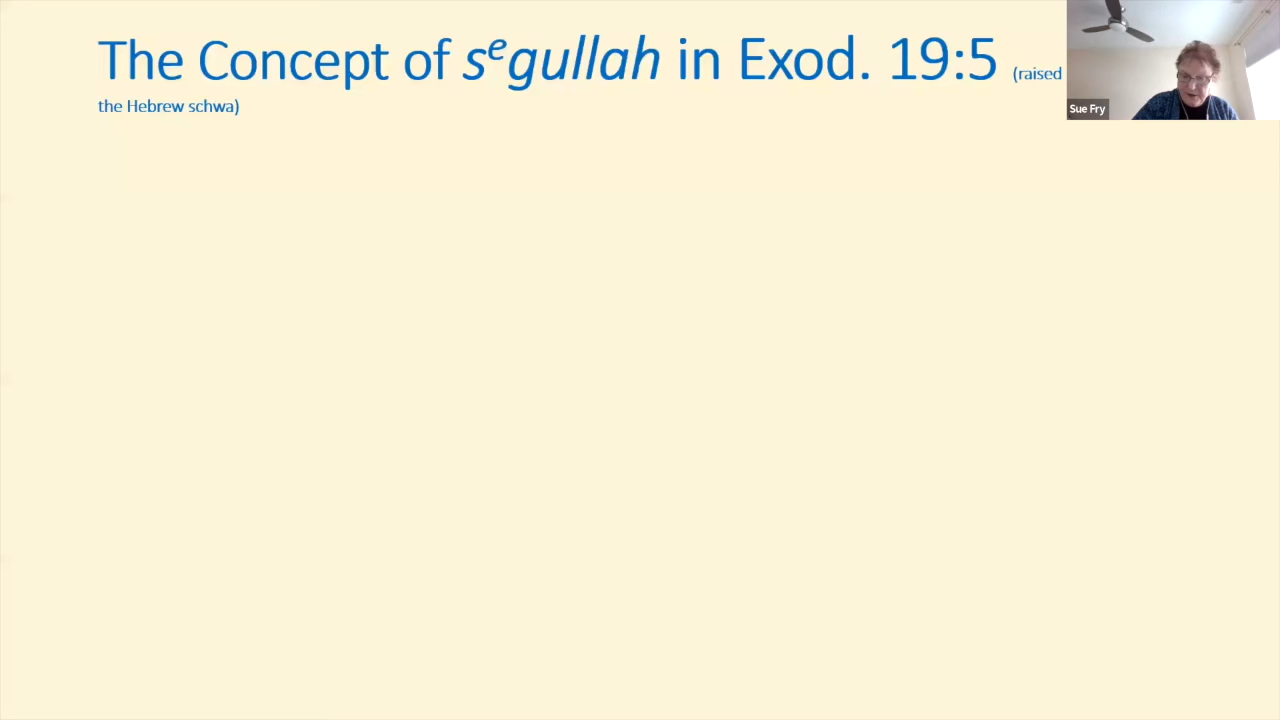 The Concept of sᵉgullah in Exod. 19:5 (raised
the Hebrew schwa)
Sue Fry